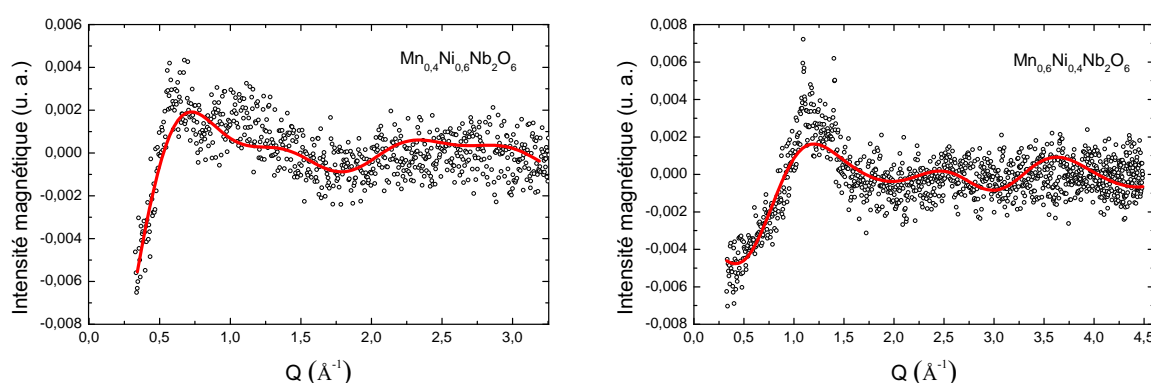 0,006
0,004
0,002
0,000
-0,002
-0,004
-0,006
-0,008
Intensité magnétique (u. a.)
Mn0,4Ni0,6Nb2O6
0,0 0,5 1,0 1,5 2,0 2,5 3,0
Q (Å-1)
0,008
0,006
0,004
0,002
0,000
-0,002
-0,004
-0,006
-0,008
Intensité magnétique (u. a.)
Mn0,6Ni0,4Nb2O6
0,0 0,5 1,0 1,5 2,0 2,5 3,0 3,5 4,0 4,5
Q (Å-1)